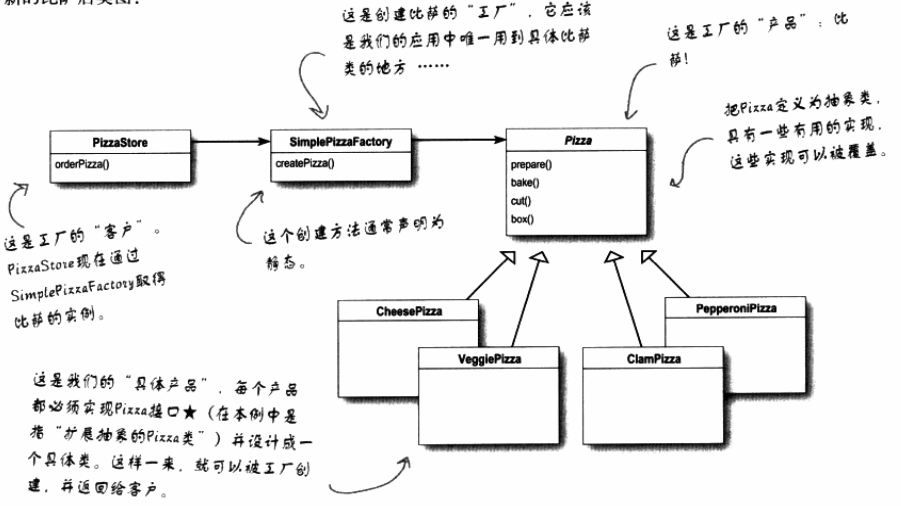 新的比萨店类图：
这是创建比萨的“工厂”，它应该
是我们的应用中唯一用到具体比萨
类的地方 ……
这是工厂的“产品”：比
萨！
把Pizza定义为抽象类，
具有一些有用的实现，
这些实现可以被覆盖。
PizzaStore
orderPizza()
SimplePizzaFactory
createPizza()
Pizza
prepare()
bake()
cut()
box()
这是工厂的“客户”。
PizzaStore现在通过
SimplePizzaFactory取得
比萨的实例。
这个创建方法通常声明为
静态。
CheesePizza
VeggiePizza
ClamPizza
PepperoniPizza
这是我们的“具体产品”，每个产品
都必须实现Pizza接口★（在本例中是
指“扩展抽象的Pizza类”）并设计成一
个具体类。这样一来，就可以被工厂创
建，并返回给客户。